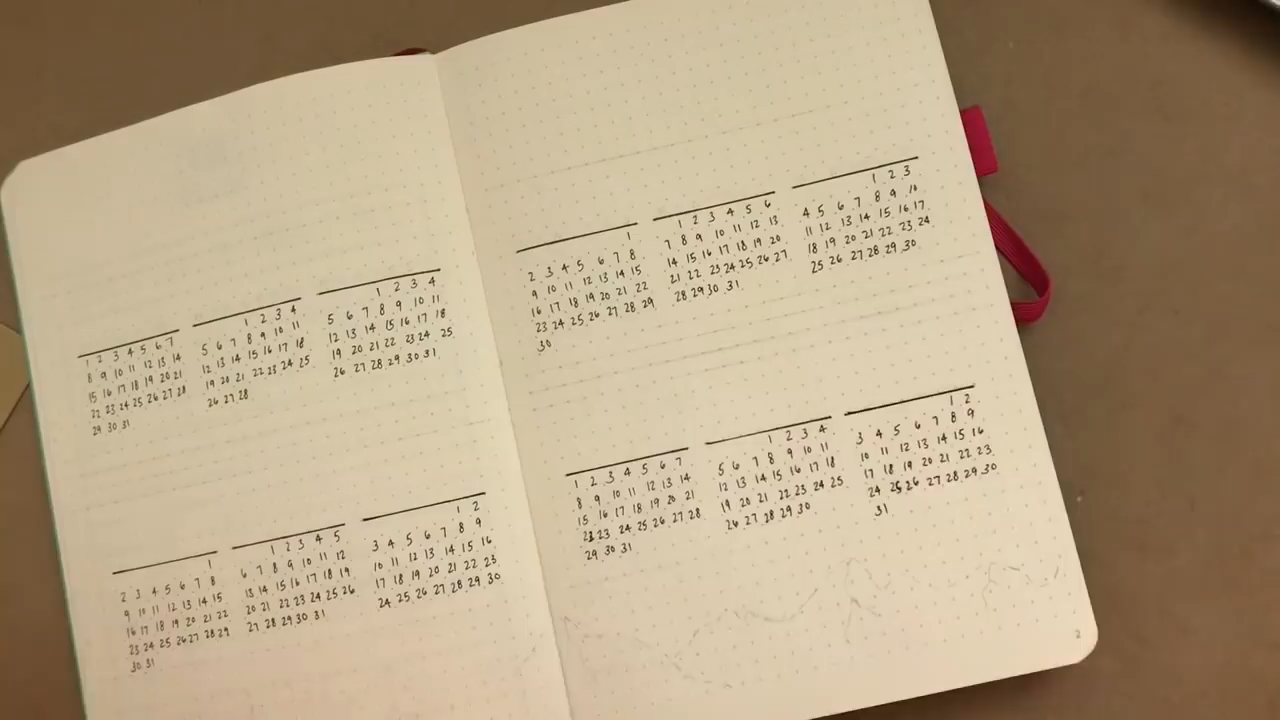 1 2 3 4 5 6 7
8 9 10 11 12 13 14
15 16 17 18 19 20 21
22 23 24 25 26 27 28
29 30 31
1 2 3 4
5 6 7 8 9 10 11
12 13 14 15 16 17 18
19 20 21 22 23 24 25
26 27 28
1 2 3 4
5 6 7 8 9 10 11
12 13 14 15 16 17 18
19 20 21 22 23 24 25
26 27 28 29 30 31
1
2 3 4 5 6 7 8
9 10 11 12 13 14 15
16 17 18 19 20 21 22
23 24 25 26 27 28 29
30 31
1 2 3 4 5
6 7 8 9 10 11 12
13 14 15 16 17 18 19
20 21 22 23 24 25 26
27 28 29 30 31
1 2
3 4 5 6 7 8 9
10 11 12 13 14 15 16
17 18 19 20 21 22 23
24 25 26 27 28 29 30
1
2 3 4 5 6 7 8
9 10 11 12 13 14 15
16 17 18 19 20 21 22
23 24 25 26 27 28 29
30
1 2 3 4 5 6
7 8 9 10 11 12 13
14 15 16 17 18 19 20
21 22 23 24 25 26 27
28 29 30 31
1 2 3
4 5 6 7 8 9 10
11 12 13 14 15 16 17
18 19 20 21 22 23 24
25 26 27 28 29 30
1 2 3 4 5 6 7
8 9 10 11 12 13 14
15 16 17 18 19 20 21
22 23 24 25 26 27 28
29 30 31
1 2 3 4
5 6 7 8 9 10 11
12 13 14 15 16 17 18
19 20 21 22 23 24 25
26 27 28 29 30
1 2
3 4 5 6 7 8 9
10 11 12 13 14 15 16
17 18 19 20 21 22 23
24 25 26 27 28 29 30
31
2